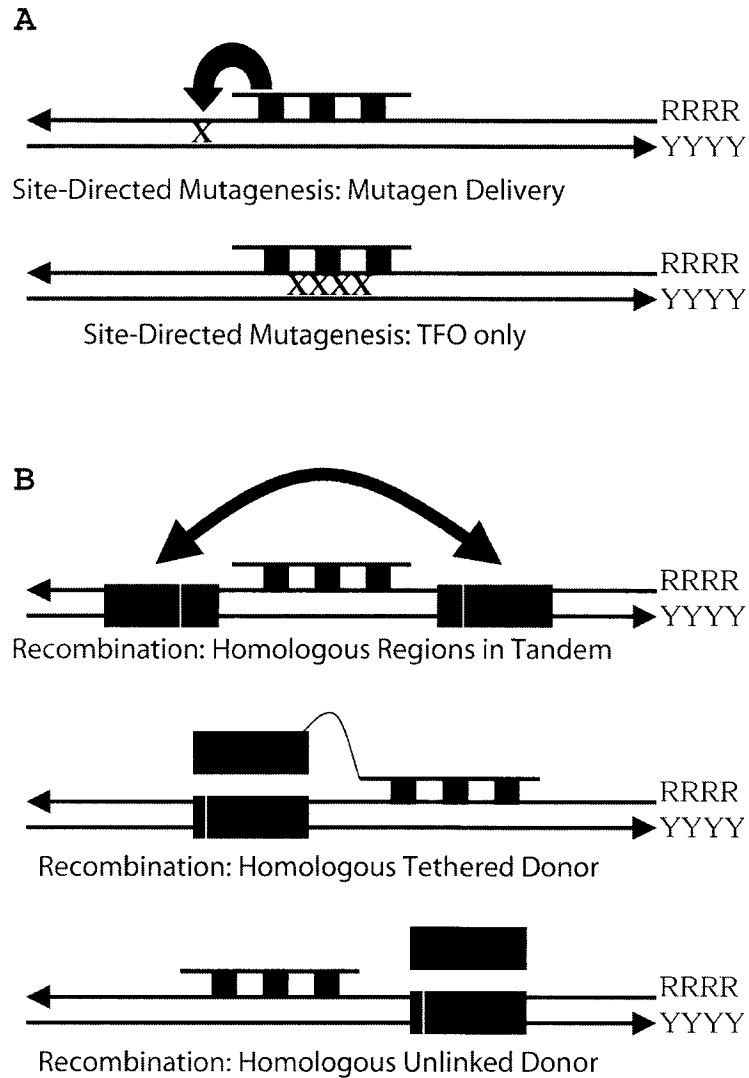 A
RRRR
X
YYYY
Site-Directed Mutagenesis: Mutagen Delivery
RRRR
XXXX
YYYY
Site-Directed Mutagenesis: TFO only
B
RRRR
YYYY
Recombination: Homologous Regions in Tandem
RRRR
YYYY
Recombination: Homologous Tethered Donor
RRRR
YYYY
Recombination: Homologous Unlinked Donor